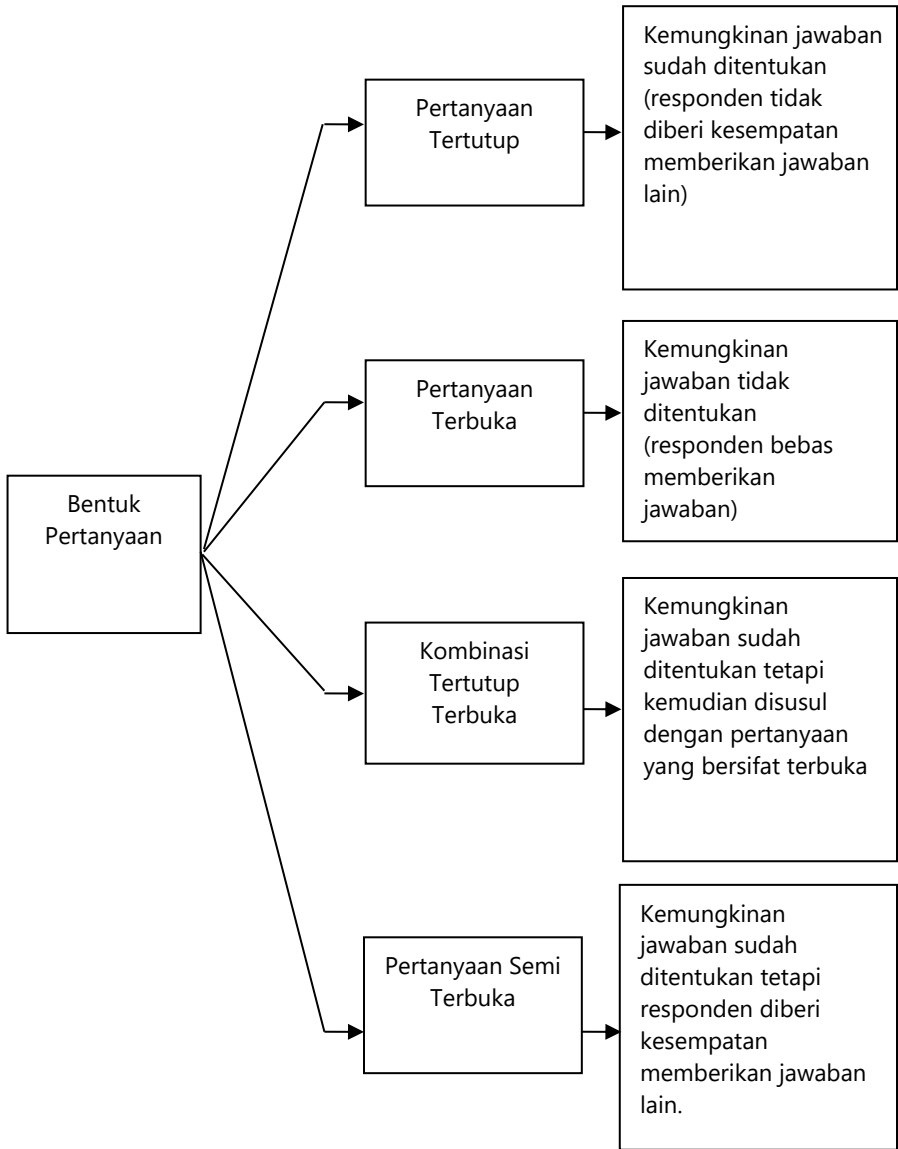 Bentuk
Pertanyaan
Pertanyaan
Tertutup
Kemungkinan jawaban
sudah ditentukan
(responden tidak
diberi kesempatan
memberikan jawaban
lain)
Pertanyaan
Terbuka
Kemungkinan
jawaban tidak
ditentukan
(responden bebas
memberikan
jawaban)
Kombinasi
Tertutup
Terbuka
Kemungkinan
jawaban sudah
ditentukan tetapi
kemudian disusul
dengan pertanyaan
yang bersifat terbuka
Pertanyaan Semi
Terbuka
Kemungkinan
jawaban sudah
ditentukan tetapi
responden diberi
kesempatan
memberikan jawaban
lain.